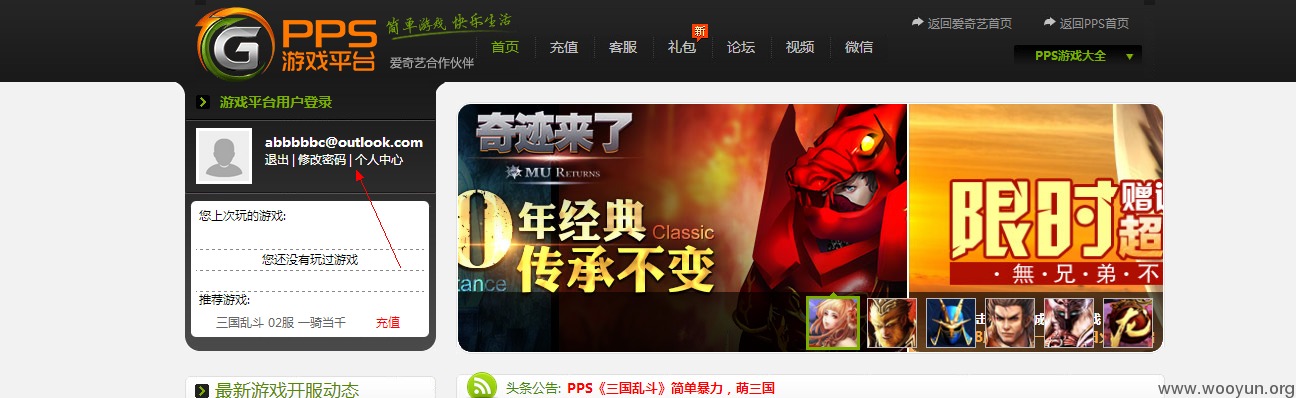 PPS
游戏平台
简单游戏 快乐生活
爱奇艺合作伙伴
首页
充值
客服
礼包
新
论坛
视频
微信
返回爱奇艺首页
返回PPS首页
PPS游戏大全
游戏平台用户登录
abbbbbc@outlook.com
退出 | 修改密码 | 个人中心
您上次玩的游戏:
您还没有玩过游戏
推荐游戏:
三国乱斗 02服 一骑当千
充值
奇迹来了
MU RETURNS
0年经典 Classic
传承不变
tance
限时
赠
超
·無·兄·弟·不
最新游戏开服动态
头条公告: PPS《三国乱斗》简单暴力，萌三国
www.wooyun.org